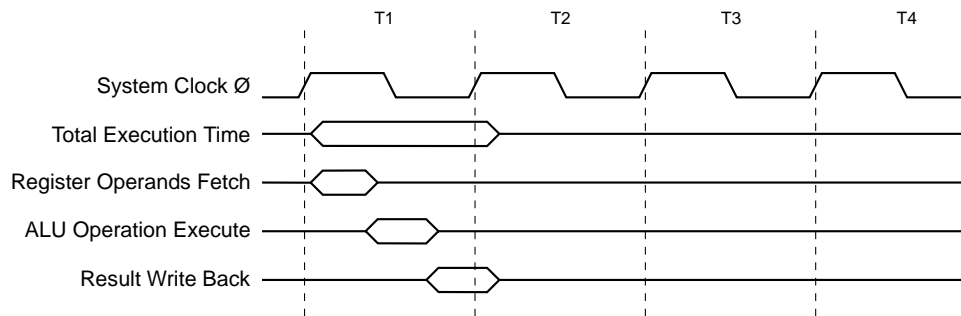 T1 T2 T3 T4
System Clock Ø
Total Execution Time
Register Operands Fetch
ALU Operation Execute
Result Write Back